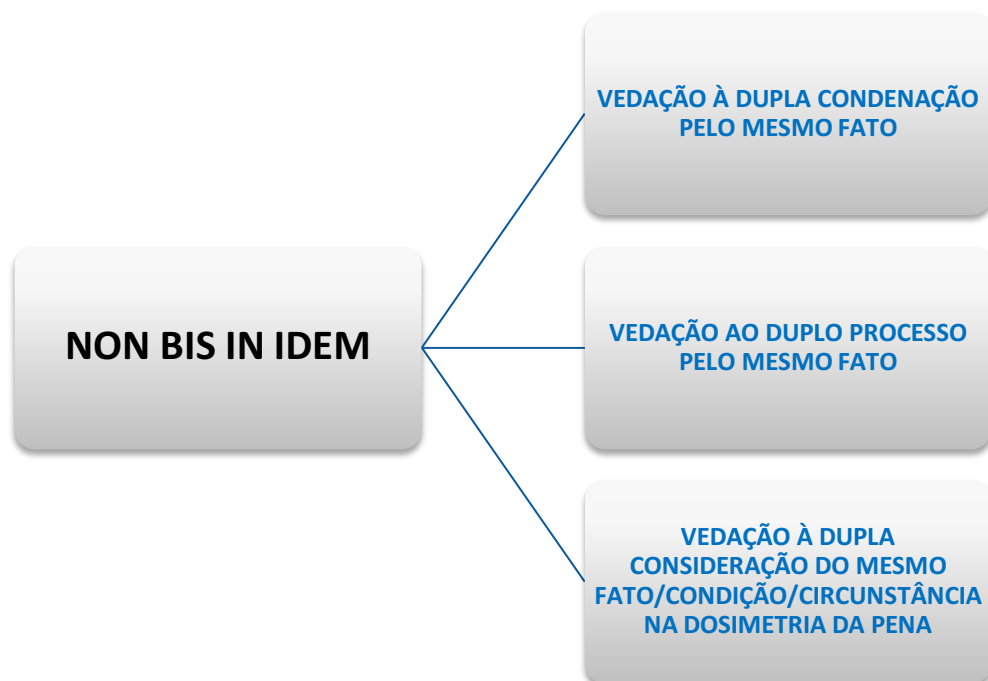 VEDAÇÃO À DUPLA CONDENAÇÃO
PELO MESMO FATO
NON BIS IN IDEM
VEDAÇÃO AO DUPLO PROCESSO
PELO MESMO FATO
VEDAÇÃO À DUPLA
CONSIDERAÇÃO DO MESMO
FATO/CONDIÇÃO/CIRCUNSTÂNCIA
NA DOSIMETRIA DA PENA